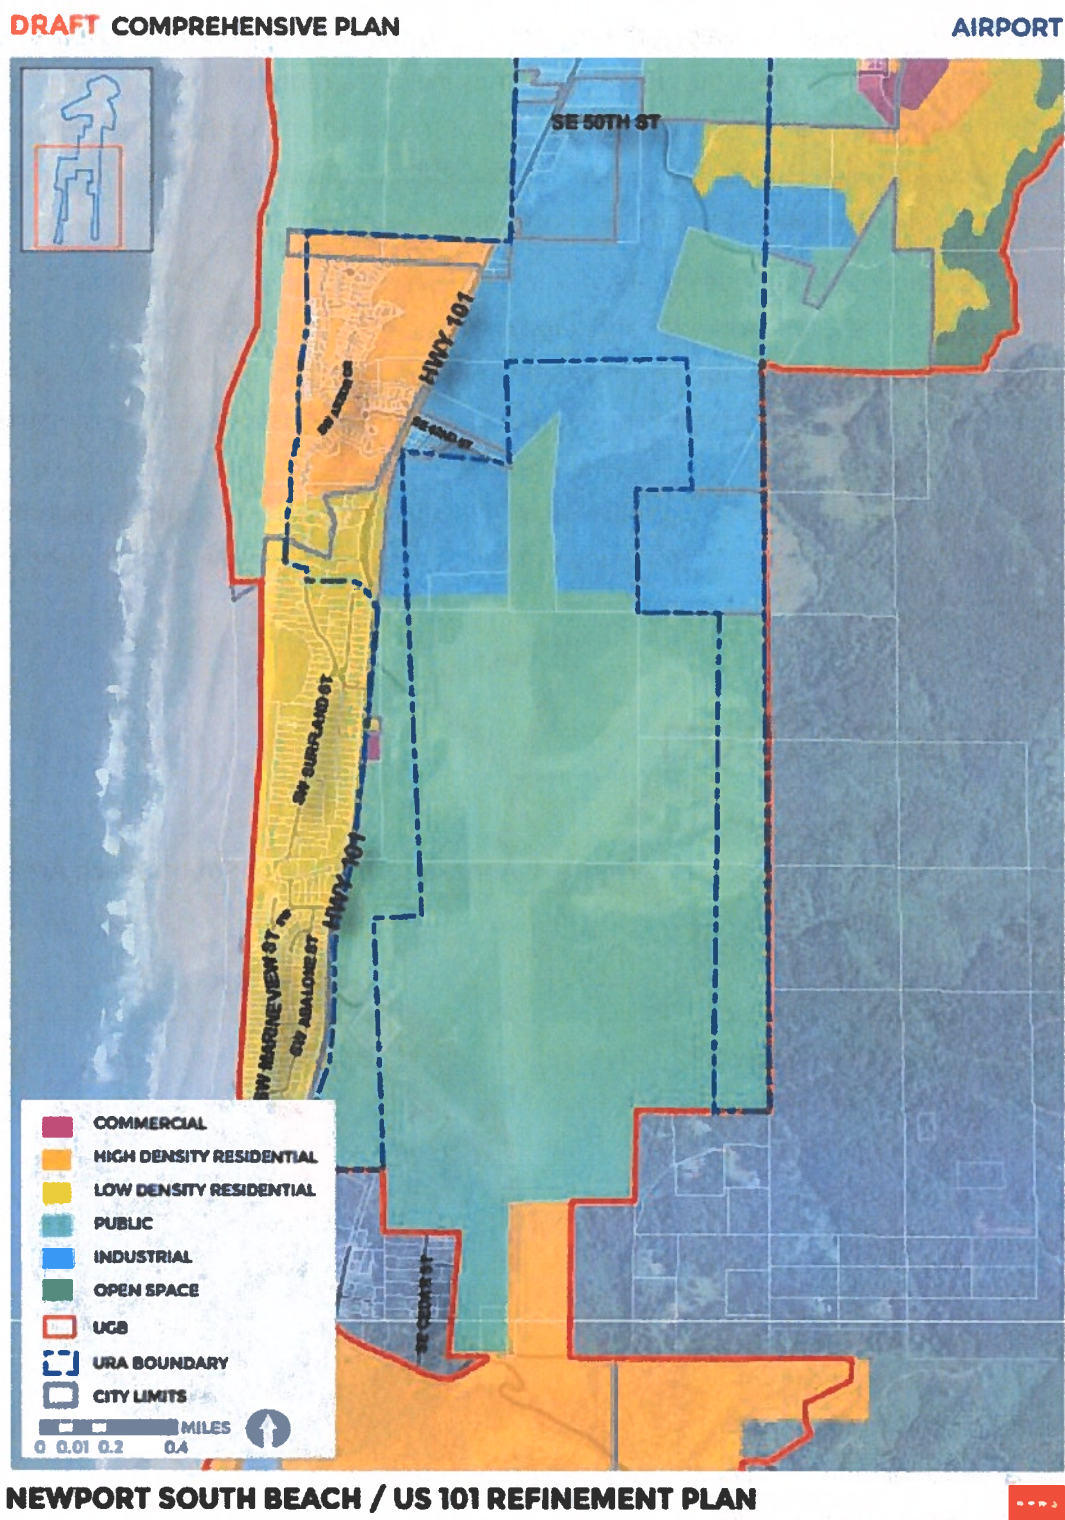 DRAFT COMPREHENSIVE PLAN
AIRPORT
SE 50TH ST
HWY 101
SW SURFLAND ST
HWY 101
SW MARINEVIEW ST
SW ABALONE ST
COMMERCIAL
HIGH DENSITY RESIDENTIAL
LOW DENSITY RESIDENTIAL
PUBLIC
INDUSTRIAL
OPEN SPACE
UGB
URA BOUNDARY
CITY LIMITS
MILES
0 0.01 0.2 0.4
SE CEDAR ST
NEWPORT SOUTH BEACH / US 101 REFINEMENT PLAN